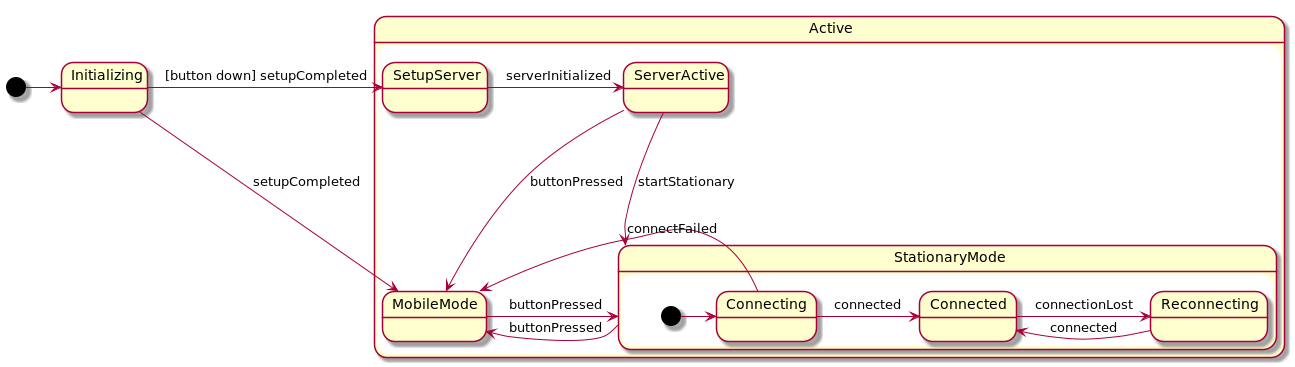 Active
Initializing
[button down] setupCompleted
SetupServer
serverInitialized
ServerActive
setupCompleted
buttonPressed
startStationary
connectFailed
StationaryMode
MobileMode
buttonPressed
buttonPressed
Connecting
connected
Connected
connectionLost
connected
Reconnecting